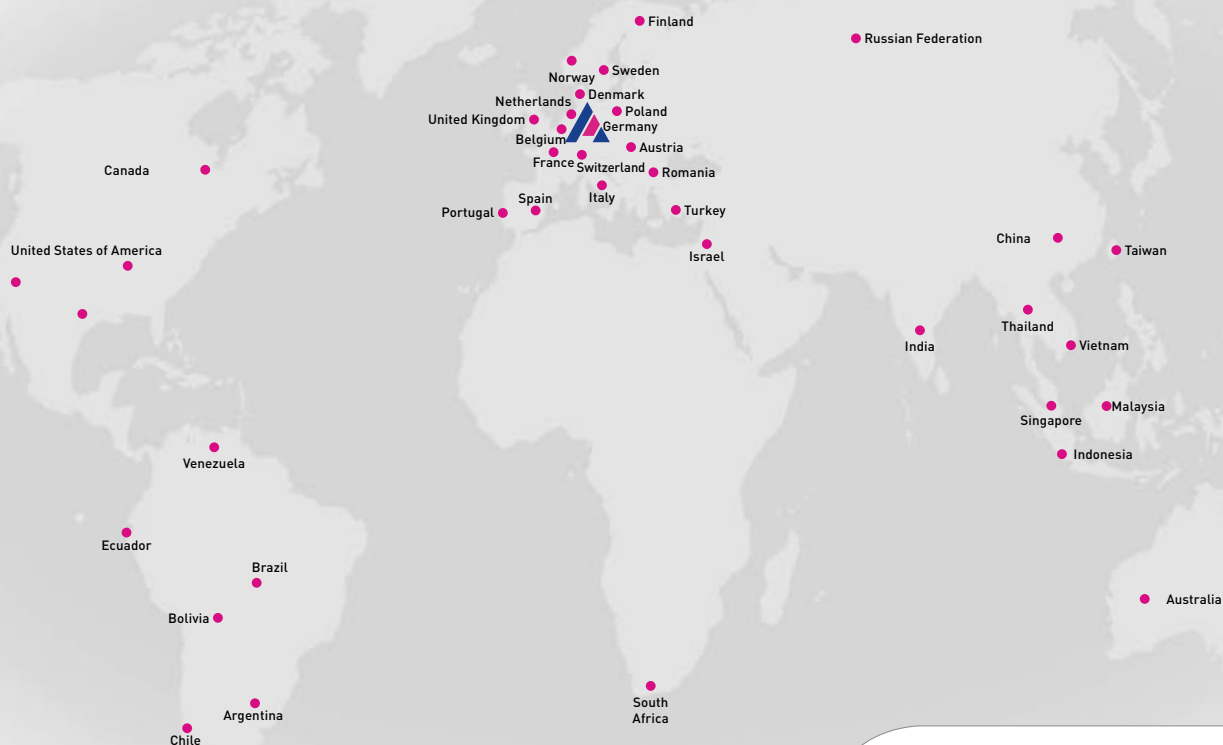 Finland
Russian Federation
Norway
Sweden
Denmark
Netherlands
Poland
United Kingdom
Germany
Belgium
Austria
France
Switzerland
Canada
Romania
Italy
Spain
Portugal
Turkey
China
United States of America
Taiwan
Israel
Thailand
India
Vietnam
Malaysia
Singapore
Indonesia
Venezuela
Ecuador
Brazil
Australia
Bolivia
South
Africa
Argentina
Chile